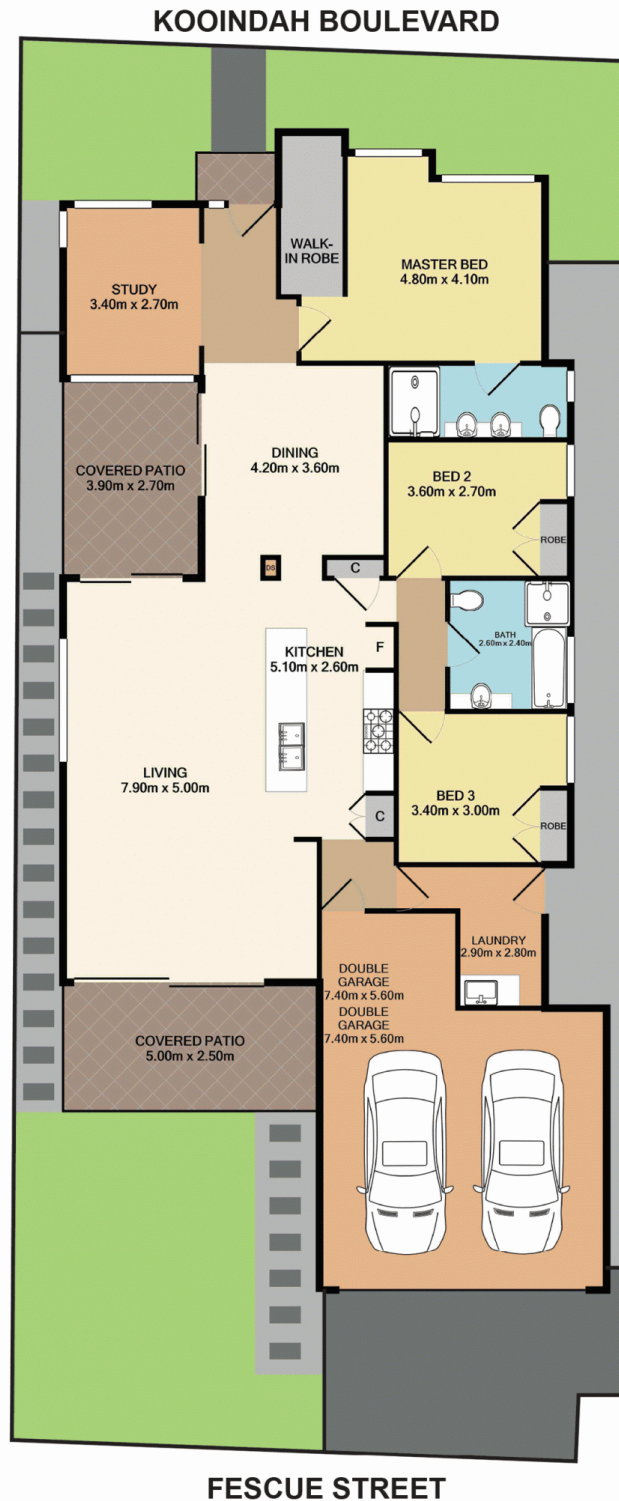 KOOINDAH BOULEVARD
WALK-
IN ROBE
MASTER BED
4.80m x 4.10m
STUDY
3.40m x 2.70m
DINING
4.20m x 3.60m
COVERED PATIO
3.90m x 2.70m
BED 2
3.60m x 2.70m
ROBE
DS
C
BATH
2.60m x 2.40m
KITCHEN
5.10m x 2.60m
F
LIVING
7.90m x 5.00m
BED 3
3.40m x 3.00m
C
ROBE
LAUNDRY
2.90m x 2.80m
DOUBLE
GARAGE
7.40m x 5.60m
DOUBLE
GARAGE
7.40m x 5.60m
COVERED PATIO
5.00m x 2.50m
FESCUE STREET